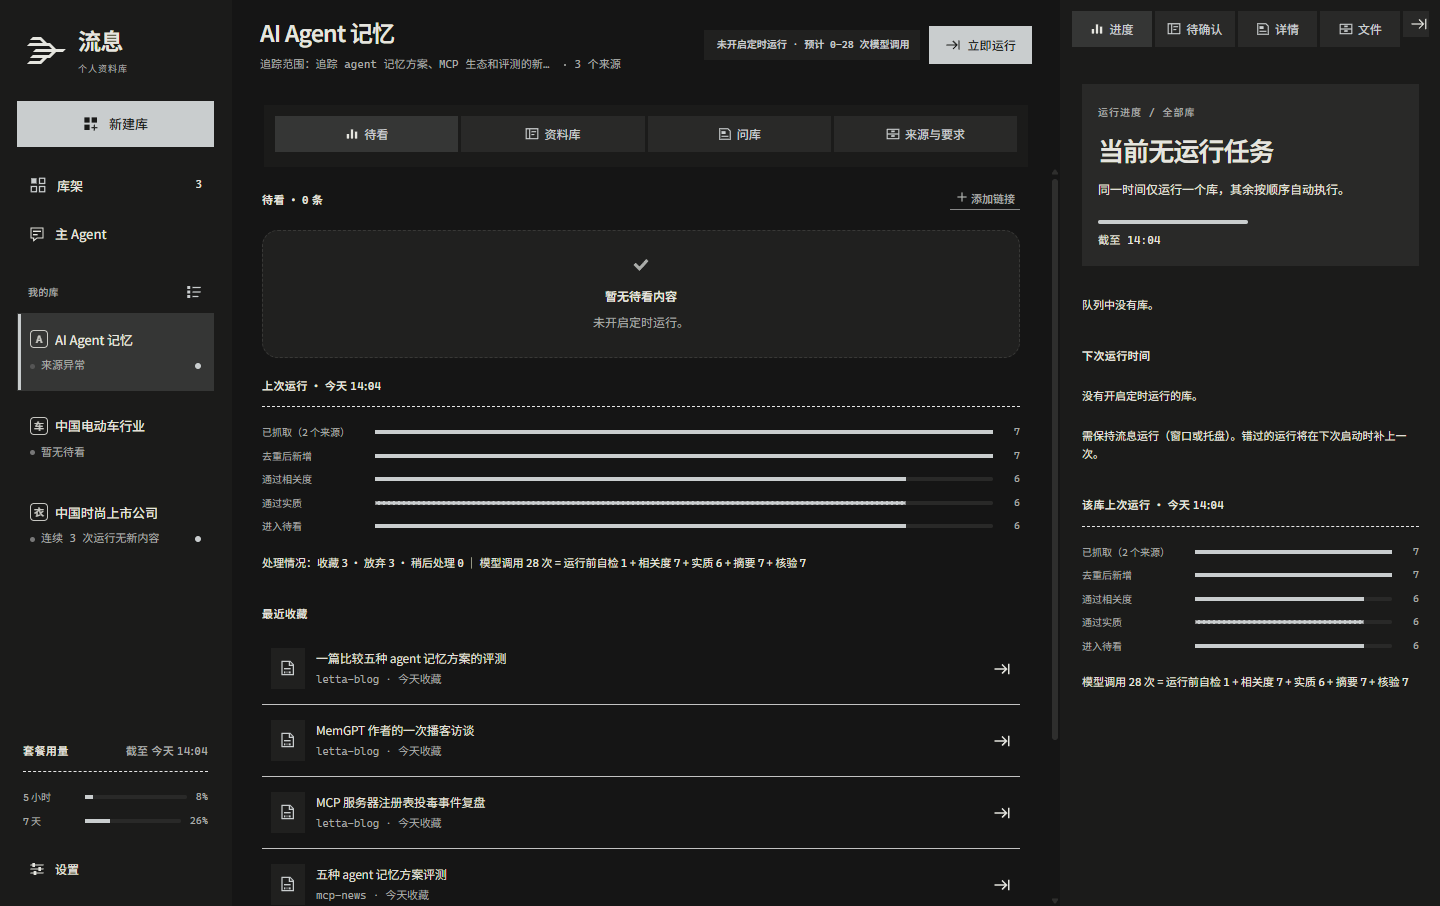 流息
个人资料库
新建库
库架 3
主 Agent
我的库
A AI Agent 记忆
来源异常
车 中国电动车行业
暂无待看
衣 中国时尚上市公司
连续 3 次运行无新内容
套餐用量 截至 今天 14:04
5 小时 8%
7 天 26%
设置
AI Agent 记忆
追踪范围：追踪 agent 记忆方案、MCP 生态和评测的新… · 3 个来源
未开启定时运行 · 预计 0–28 次模型调用
立即运行
待看 资料库 问库 来源与要求
待看 · 0 条
添加链接
暂无待看内容
未开启定时运行。
上次运行 · 今天 14:04
已抓取（2 个来源） 7
去重后新增 7
通过相关度 6
通过实质 6
进入待看 6
处理情况：收藏 3 · 放弃 3 · 稍后处理 0 ｜ 模型调用 28 次 = 运行前自检 1 + 相关度 7 + 实质 6 + 摘要 7 + 核验 7
最近收藏
一篇比较五种 agent 记忆方案的评测
letta-blog · 今天收藏
MemGPT 作者的一次播客访谈
letta-blog · 今天收藏
MCP 服务器注册表投毒事件复盘
letta-blog · 今天收藏
五种 agent 记忆方案评测
mcp-news · 今天收藏
进度 待确认 详情 文件
运行进度 / 全部库
当前无运行任务
同一时间仅运行一个库，其余按顺序自动执行。
截至 14:04
队列中没有库。
下次运行时间
没有开启定时运行的库。
需保持流息运行（窗口或托盘）。错过的运行将在下次启动时补上一
次。
该库上次运行 · 今天 14:04
已抓取（2 个来源） 7
去重后新增 7
通过相关度 6
通过实质 6
进入待看 6
模型调用 28 次 = 运行前自检 1 + 相关度 7 + 实质 6 + 摘要 7 + 核验 7